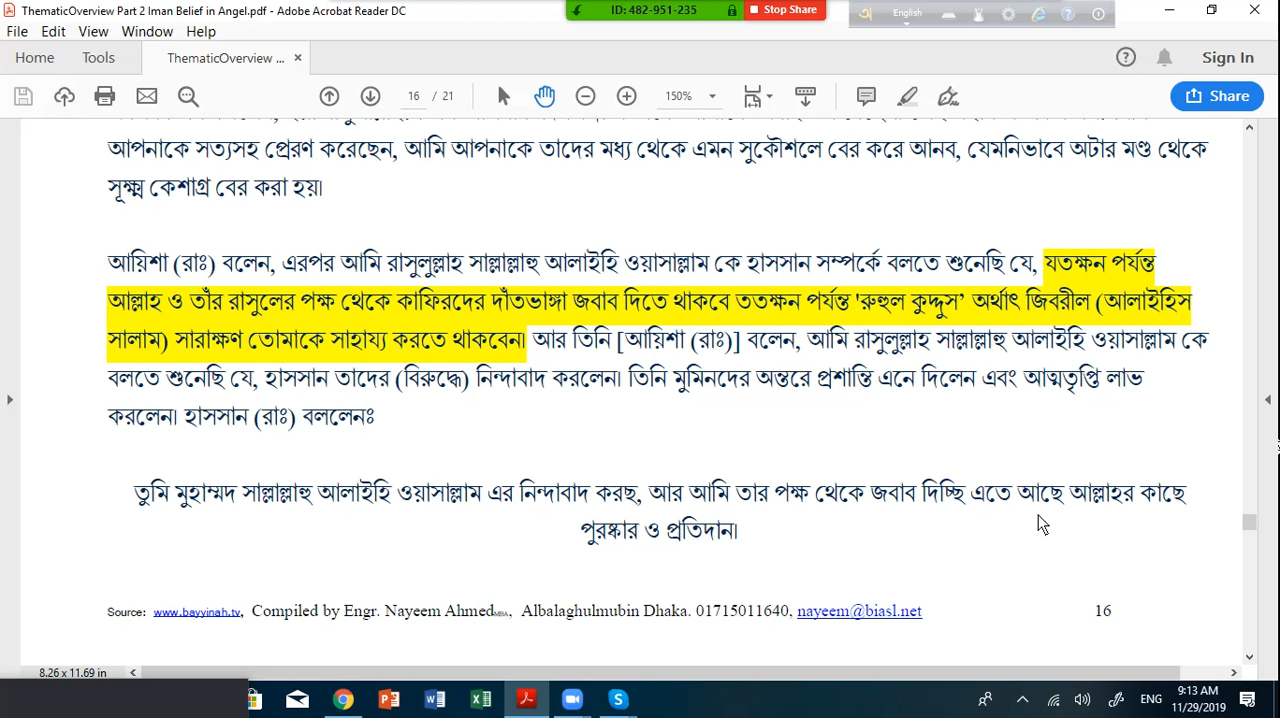 ThematicOverview Part 2 Iman Belief in Angel.pdf - Adobe Acrobat Reader DC
ID: 482-951-235 Stop Share
English
File Edit View Window Help
Home Tools ThematicOverview ... × Sign In
16 / 21 150% Share
আপনাকে সত্যসহ প্রেরণ করেছেন, আমি আপনাকে তাদের মধ্য থেকে এমন সুকৌশলে বের করে আনব, যেমনিভাবে অটার মণ্ড থেকে
সূক্ষ্ম কেশাগ্র বের করা হয়।
আয়িশা (রাঃ) বলেন, এরপর আমি রাসুলুল্লাহ সাল্লাল্লাহু আলাইহি ওয়াসাল্লাম কে হাসসান সম্পর্কে বলতে শুনেছি যে, যতক্ষন পর্যন্ত
আল্লাহ ও তাঁর রাসুলের পক্ষ থেকে কাফিরদের দাঁতভাঙ্গা জবাব দিতে থাকবে ততক্ষন পর্যন্ত 'রুহুল কুদ্দুস’ অর্থাৎ জিবরীল (আলাইহিস
সালাম) সারাক্ষণ তোমাকে সাহায্য করতে থাকবেন। আর তিনি [আয়িশা (রাঃ)] বলেন, আমি রাসুলুল্লাহ সাল্লাল্লাহু আলাইহি ওয়াসাল্লাম কে
বলতে শুনেছি যে, হাসসান তাদের (বিরুদ্ধে) নিন্দাবাদ করলেন। তিনি মুমিনদের অন্তরে প্রশান্তি এনে দিলেন এবং আত্মতৃপ্তি লাভ
করলেন। হাসসান (রাঃ) বললেনঃ
তুমি মুহাম্মদ সাল্লাল্লাহু আলাইহি ওয়াসাল্লাম এর নিন্দাবাদ করছ, আর আমি তার পক্ষ থেকে জবাব দিচ্ছি এতে আছে আল্লাহর কাছে
পুরষ্কার ও প্রতিদান।
Source: www.bayyinah.tv, Compiled by Engr. Nayeem Ahmed MBA, Albalaghulmubin Dhaka. 01715011640, nayeem@biasl.net 16
8.26 x 11.69 in
ENG 9:13 AM
11/29/2019